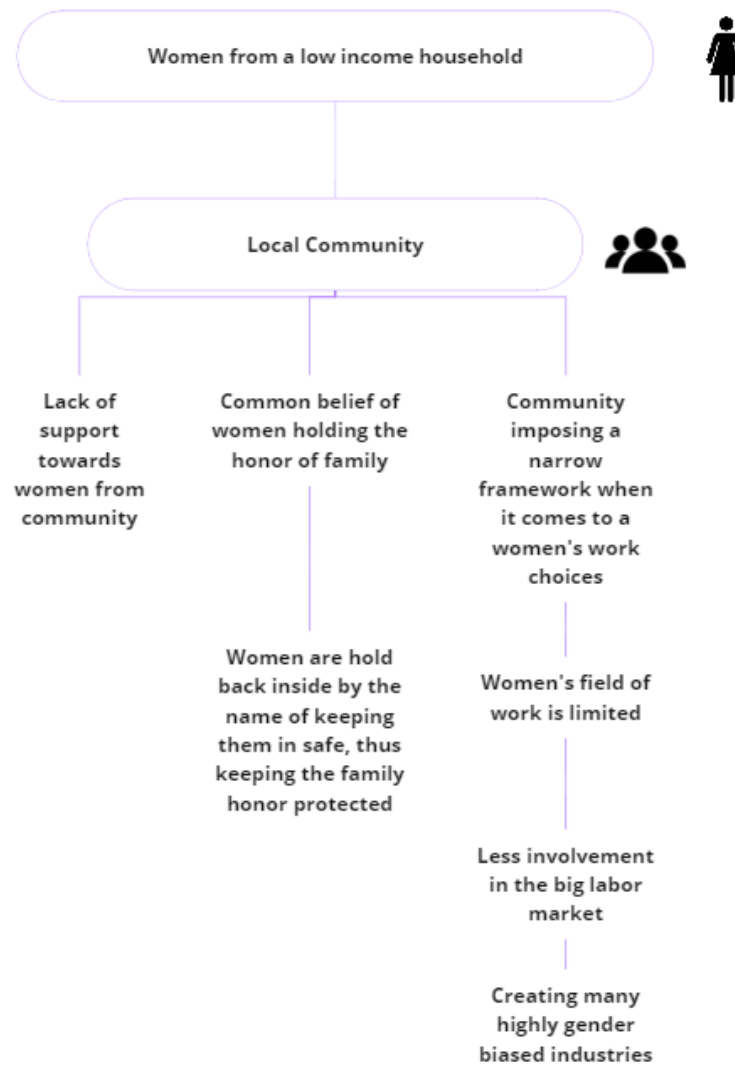 Women from a low income household
Local Community
Lack of
support
towards
women from
community
Common belief of
women holding the
honor of family
Women are hold
back inside by the
name of keeping
them in safe, thus
keeping the family
honor protected
Community
imposing a
narrow
framework when
it comes to a
women's work
choices
Women's field of
work is limited
Less involvement
in the big labor
market
Creating many
highly gender
biased industries